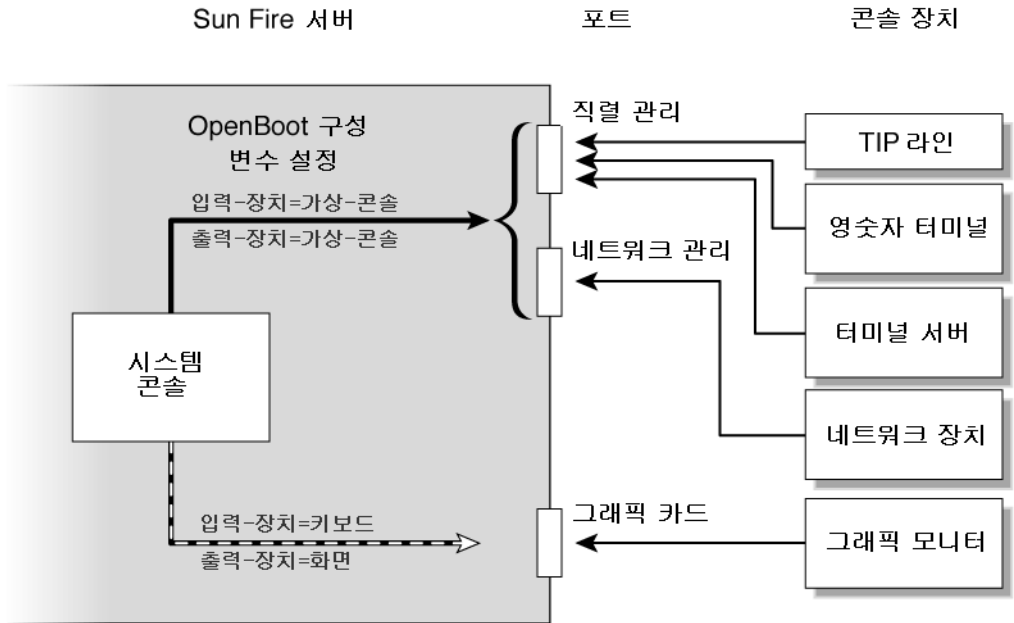 Sun Fire 서버
포트
콘솔 장치
OpenBoot 구성
변수 설정
입력-장치=가상-콘솔
출력-장치=가상-콘솔
시스템
콘솔
입력-장치=키보드
출력-장치=화면
직렬 관리
네트워크 관리
그래픽 카드
TIP 라인
영숫자 터미널
터미널 서버
네트워크 장치
그래픽 모니터